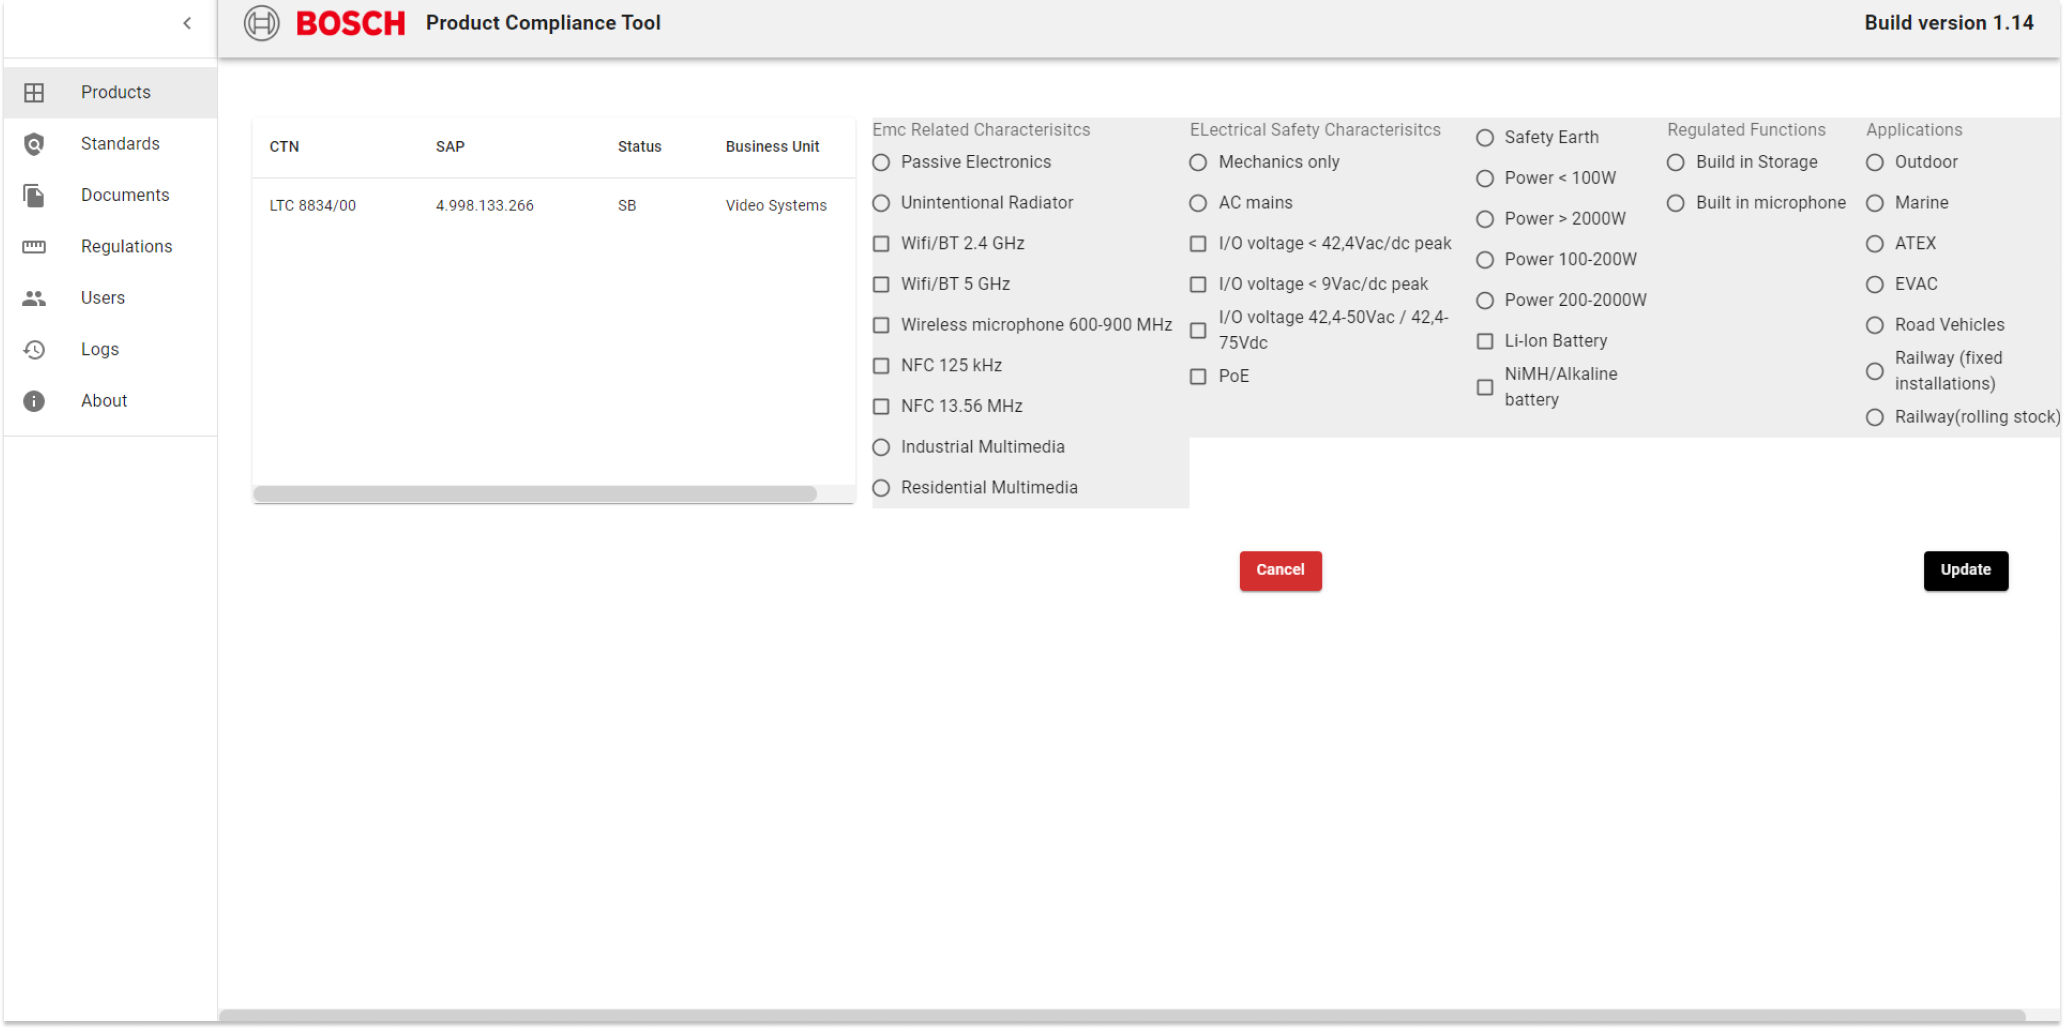 BOSCH Product Compliance Tool
Build version 1.14
Products
Standards
Documents
Regulations
Users
Logs
About
CTN SAP Status Business Unit
LTC 8834/00 4.998.133.266 SB Video Systems
Emc Related Characterisitcs
Passive Electronics
Unintentional Radiator
Wifi/BT 2.4 GHz
Wifi/BT 5 GHz
Wireless microphone 600-900 MHz
NFC 125 kHz
NFC 13.56 MHz
Industrial Multimedia
Residential Multimedia
ELectrical Safety Characterisitcs
Mechanics only
AC mains
I/O voltage < 42,4Vac/dc peak
I/O voltage < 9Vac/dc peak
I/O voltage 42,4-50Vac / 42,4-
75Vdc
PoE
Safety Earth
Power < 100W
Power > 2000W
Power 100-200W
Power 200-2000W
Li-Ion Battery
NiMH/Alkaline
battery
Regulated Functions
Build in Storage
Built in microphone
Applications
Outdoor
Marine
ATEX
EVAC
Road Vehicles
Railway (fixed
installations)
Railway(rolling stock)
Cancel
Update